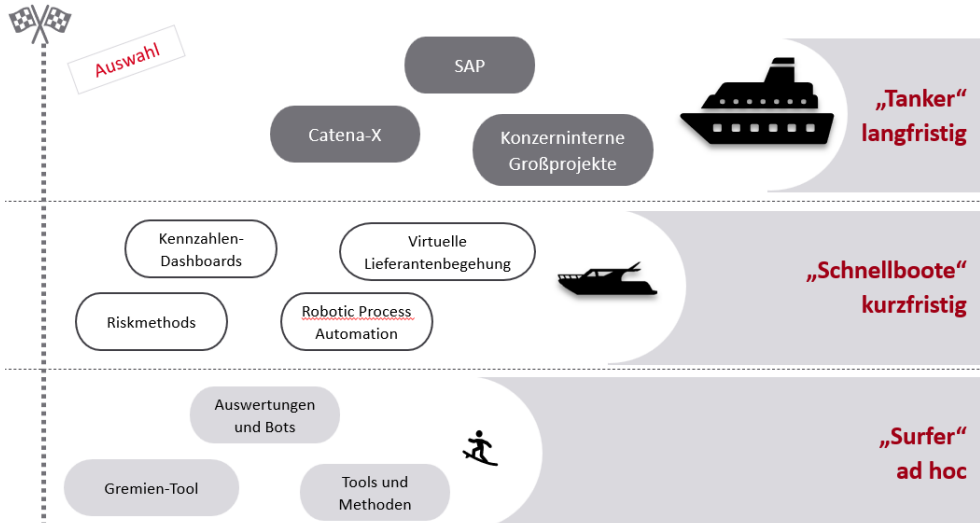 Auswahl
SAP
Catena-X
Konzerninterne
Großprojekte
„Tanker“
langfristig
Kennzahlen-
Dashboards
Virtuelle
Lieferantenbegehung
Riskmethods
Robotic Process
Automation
„Schnellboote“
kurzfristig
Auswertungen
und Bots
Gremien-Tool
Tools und
Methoden
„Surfer“
ad hoc